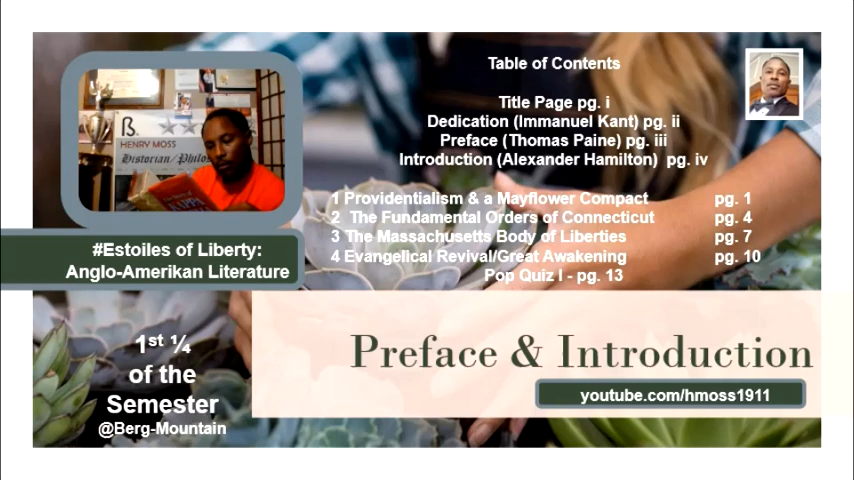 Table of Contents
Title Page pg. i
Dedication (Immanuel Kant) pg. ii
Preface (Thomas Paine) pg. iii
Introduction (Alexander Hamilton) pg. iv
1 Providentialism & a Mayflower Compact pg. 1
2 The Fundamental Orders of Connecticut pg. 4
3 The Massachusetts Body of Liberties pg. 7
4 Evangelical Revival/Great Awakening pg. 10
Pop Quiz I - pg. 13
ß.
HENRY MOSS
Historian/Philo
KAPPA
#Estoiles of Liberty:
Anglo-Amerikan Literature
Preface & Introduction
youtube.com/hmoss1911
1st ¼
of the
Semester
@Berg-Mountain